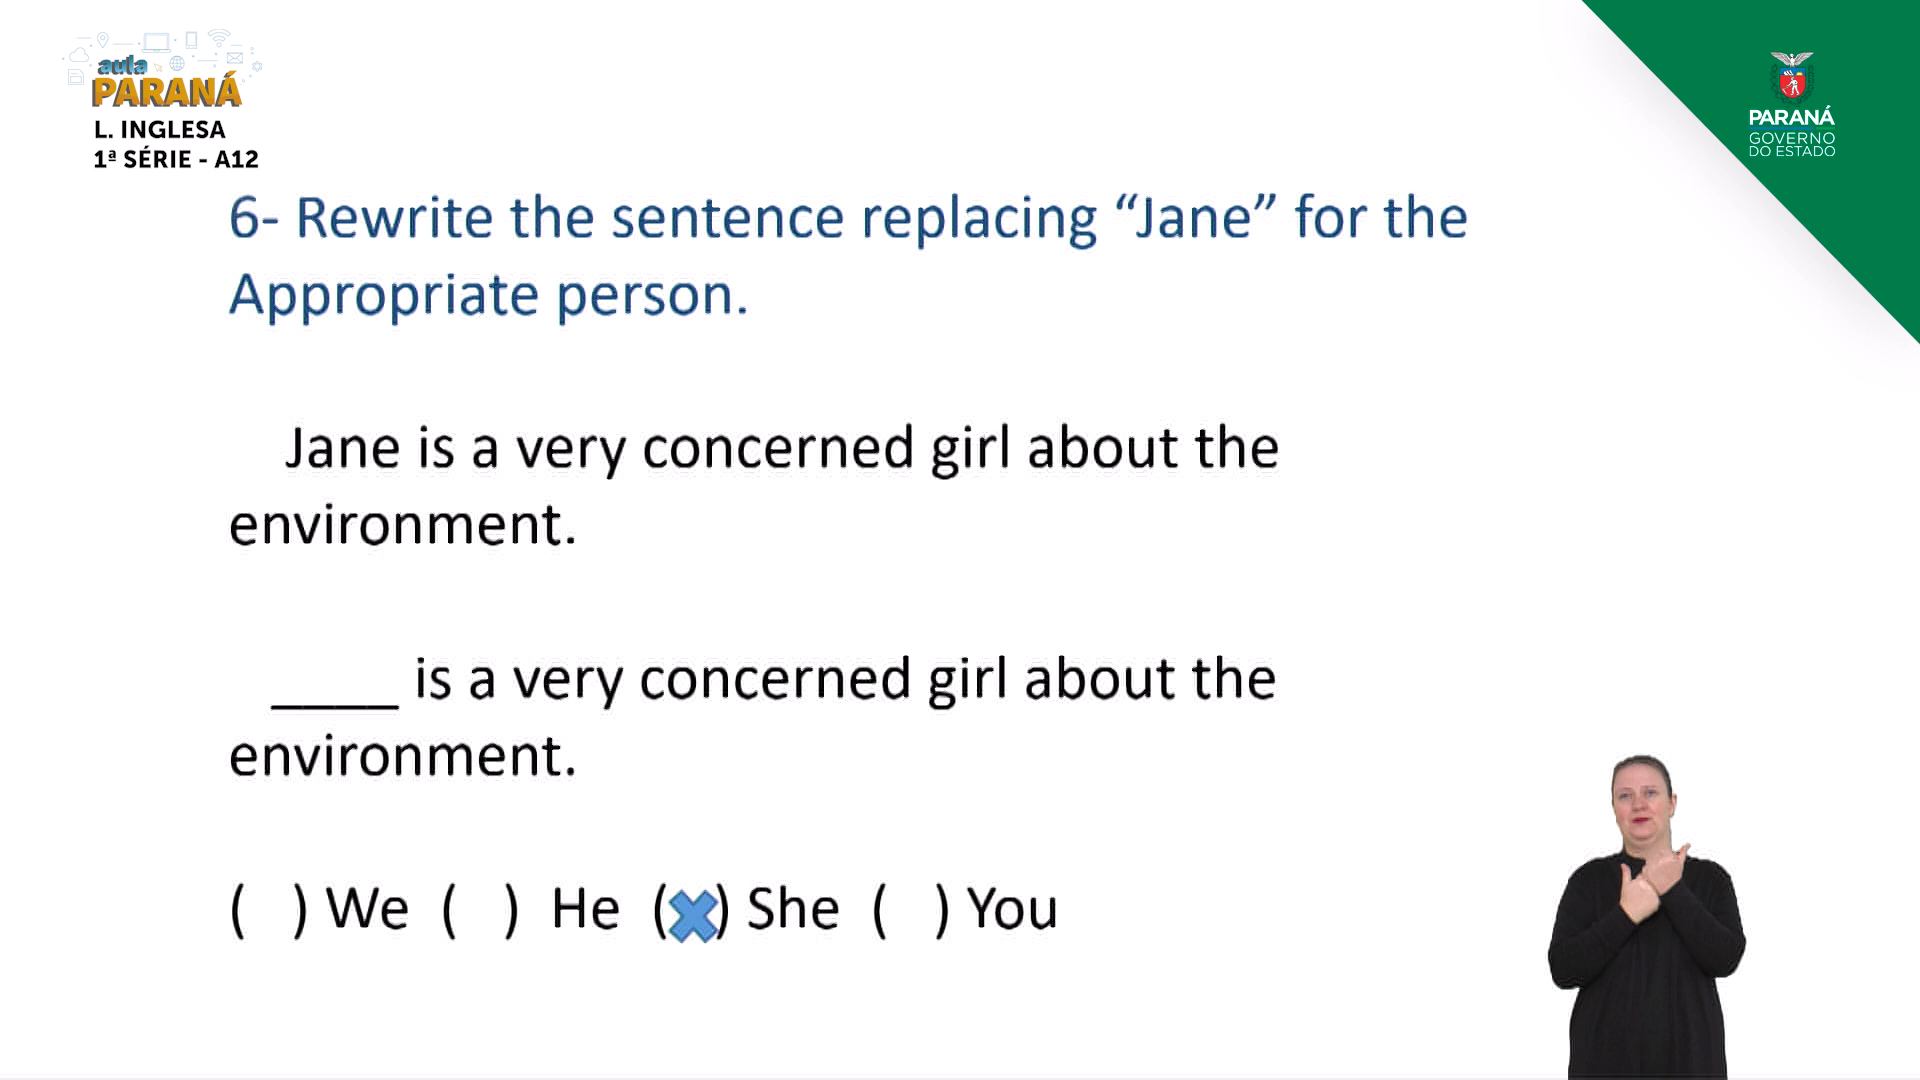 aula
PARANÁ
L. INGLESA
1ª SÉRIE - A12
PARANÁ
GOVERNO
DO ESTADO
6- Rewrite the sentence replacing “Jane” for the
Appropriate person.
Jane is a very concerned girl about the
environment.
____ is a very concerned girl about the
environment.
( ) We ( ) He (X) She ( ) You